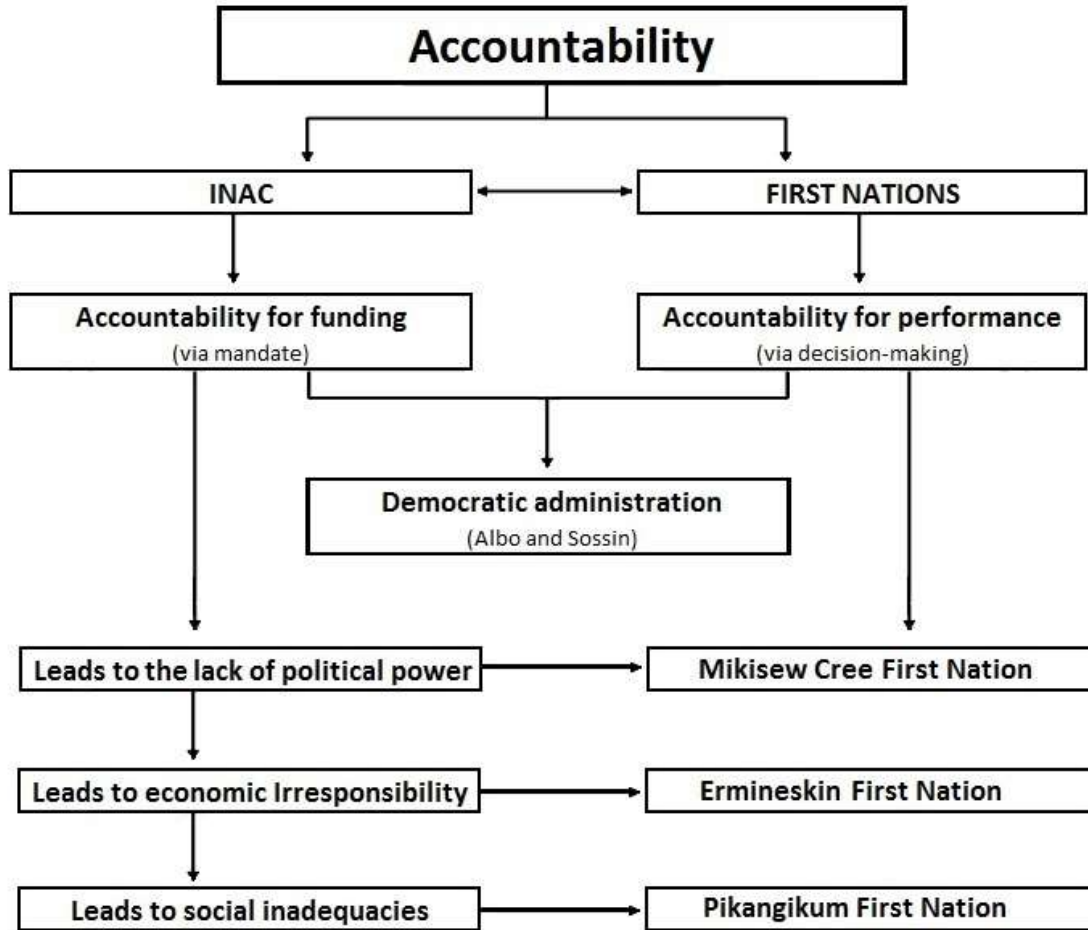 Accountability
INAC
FIRST NATIONS
Accountability for funding
(via mandate)
Accountability for performance
(via decision-making)
Democratic administration
(Albo and Sossin)
Leads to the lack of political power
Mikisew Cree First Nation
Leads to economic Irresponsibility
Ermineskin First Nation
Leads to social inadequacies
Pikangikum First Nation